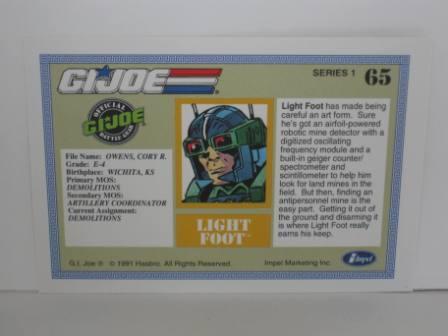 GI JOE
SERIES 1 65
OFFICIAL
GI JOE
BATTLE GEAR
File Name: OWENS, CORY R.
Grade: E-4
Birthplace: WICHITA, KS
Primary MOS:
DEMOLITIONS
Secondary MOS:
ARTILLERY COORDINATOR
Current Assignment:
DEMOLITIONS
LIGHT
FOOT™
Light Foot has made being
careful an art form. Sure
he's got an airfoil-powered
robotic mine detector with a
digitized oscillating
frequency module and a
built-in geiger counter/
spectrometer and
scintillometer to help him
look for land mines in the
field. But then, finding an
antipersonnel mine is the
easy part. Getting it out of
the ground and disarming it
is where Light Foot really
earns his keep.
G.I. Joe ® © 1991 Hasbro. All Rights Reserved.
Impel Marketing Inc.
impel